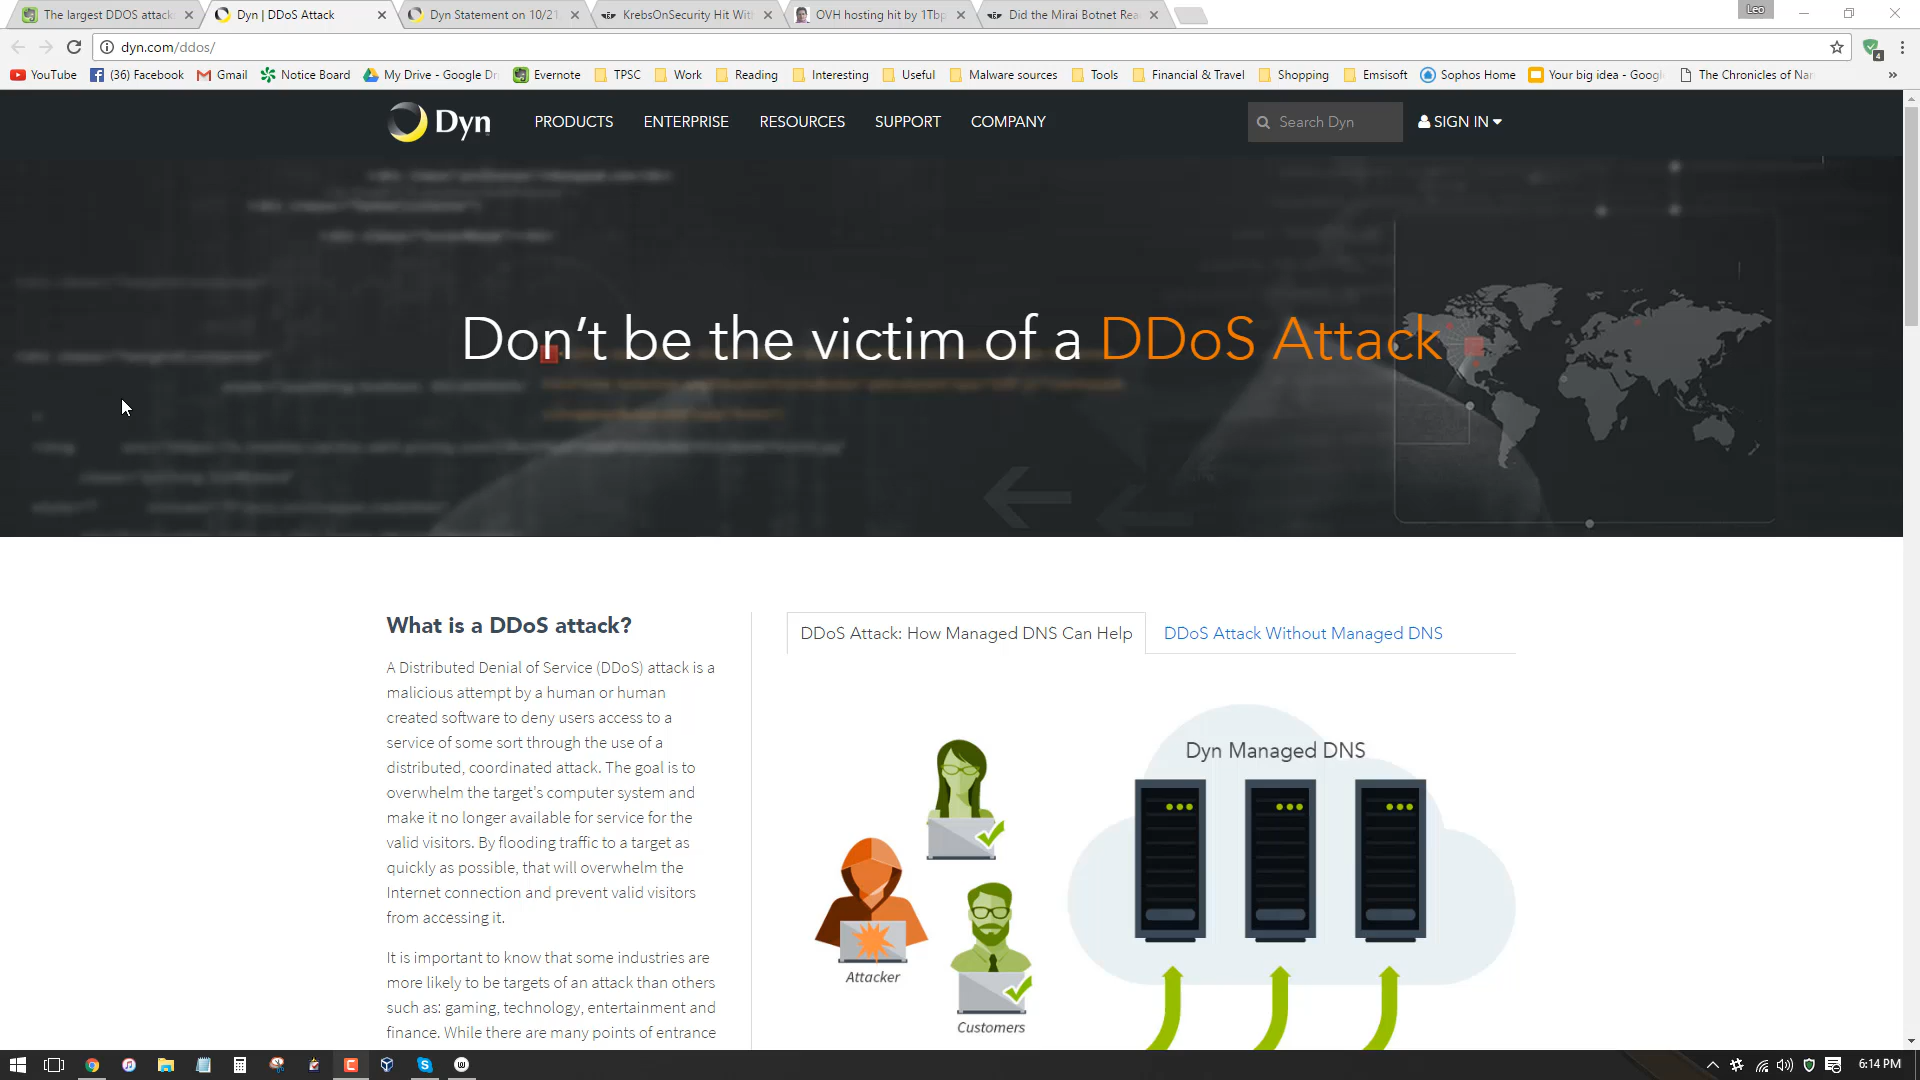 The largest DDOS attack
Dyn | DDoS Attack
Dyn Statement on 10/21
KrebsOnSecurity Hit With
OVH hosting hit by 1Tbp
Did the Mirai Botnet Rea
Leo
dyn.com/ddos/
4
YouTube
(36) Facebook
Gmail
Notice Board
My Drive - Google Dr
Evernote
TPSC
Work
Reading
Interesting
Useful
Malware sources
Tools
Financial & Travel
Shopping
Emsisoft
Sophos Home
Your big idea - Googl
The Chronicles of Nar
Dyn
PRODUCTS
ENTERPRISE
RESOURCES
SUPPORT
COMPANY
Search Dyn
SIGN IN
Don't be the victim of a DDoS Attack
What is a DDoS attack?
A Distributed Denial of Service (DDoS) attack is a
malicious attempt by a human or human
created software to deny users access to a
service of some sort through the use of a
distributed, coordinated attack. The goal is to
overwhelm the target's computer system and
make it no longer available for service for the
valid visitors. By flooding traffic to a target as
quickly as possible, that will overwhelm the
Internet connection and prevent valid visitors
from accessing it.
It is important to know that some industries are
more likely to be targets of an attack than others
such as: gaming, technology, entertainment and
finance. While there are many points of entrance
DDoS Attack: How Managed DNS Can Help
DDoS Attack Without Managed DNS
Dyn Managed DNS
Attacker
Customers
6:14 PM